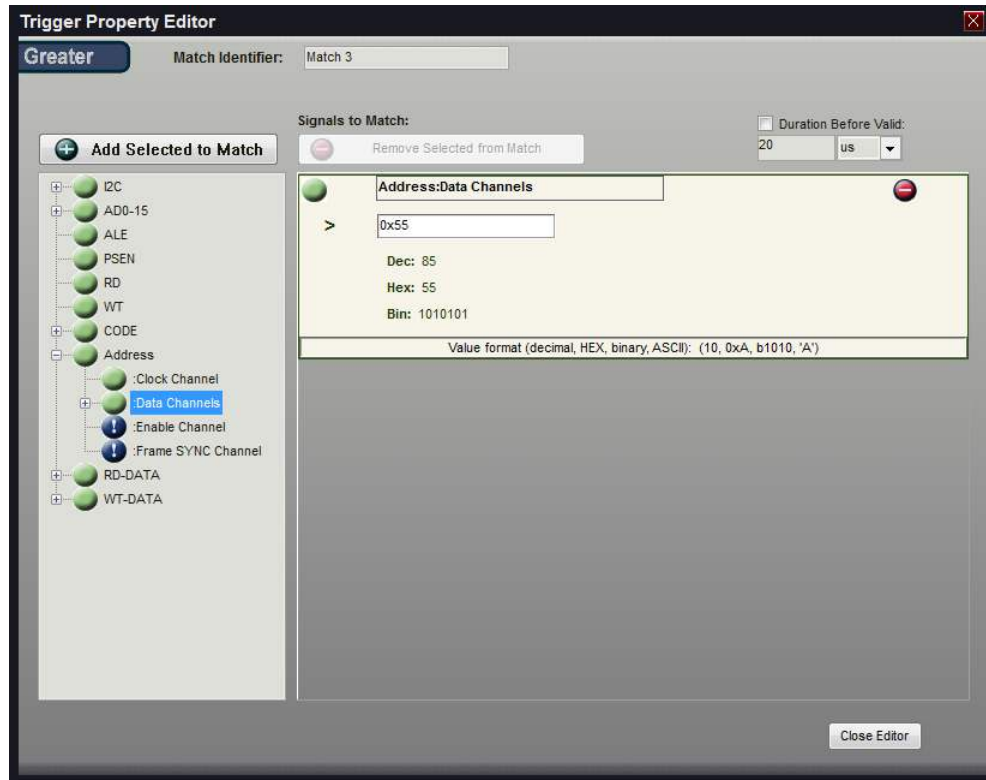 Trigger Property Editor
Greater
Match Identifier:
Match 3
Signals to Match:
Duration Before Valid:
Add Selected to Match
Remove Selected from Match
20
us
I2C
AD0-15
ALE
PSEN
RD
WT
CODE
Address
:Clock Channel
:Data Channels
:Enable Channel
:Frame SYNC Channel
RD-DATA
WT-DATA
Address:Data Channels
>
0x55
Dec: 85
Hex: 55
Bin: 1010101
Value format (decimal, HEX, binary, ASCII): (10, 0xA, b1010, 'A')
Close Editor